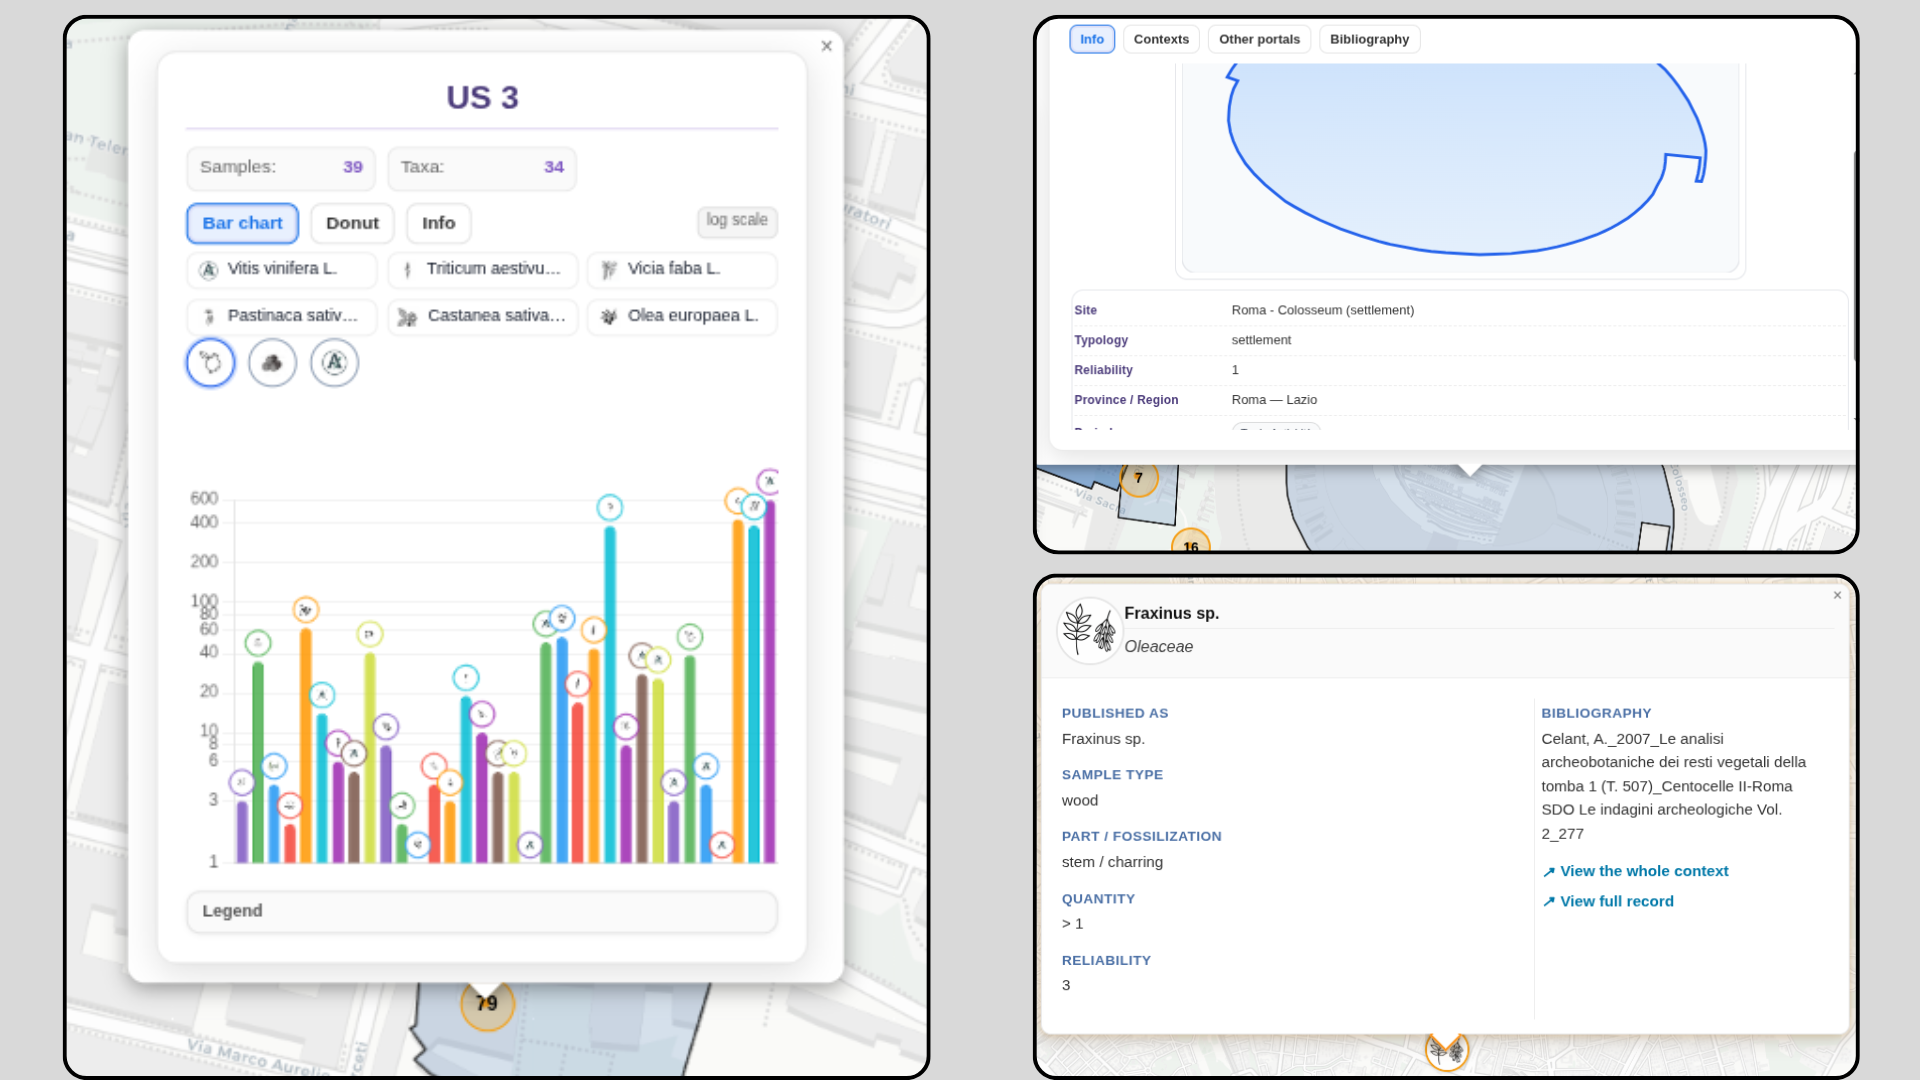 ×
US 3
Samples: 39
Taxa: 34
Bar chart
Donut
Info
log scale
Vitis vinifera L.
Triticum aestivu...
Vicia faba L.
Pastinaca sativ...
Castanea sativa...
Olea europaea L.
600
400
200
100
80
60
40
20
10
8
6
3
1
Legend
79
Via Marco Aurelio
Info
Contexts
Other portals
Bibliography
Site Roma - Colosseum (settlement)
Typology settlement
Reliability 1
Province / Region Roma — Lazio
7
16
Via Sacra
×
Fraxinus sp.
Oleaceae
PUBLISHED AS
Fraxinus sp.
SAMPLE TYPE
wood
PART / FOSSILIZATION
stem / charring
QUANTITY
> 1
RELIABILITY
3
BIBLIOGRAPHY
Celant, A._2007_Le analisi
archeobotaniche dei resti vegetali della
tomba 1 (T. 507)_Centocelle II-Roma
SDO Le indagini archeologiche Vol.
2_277
↗ View the whole context
↗ View full record